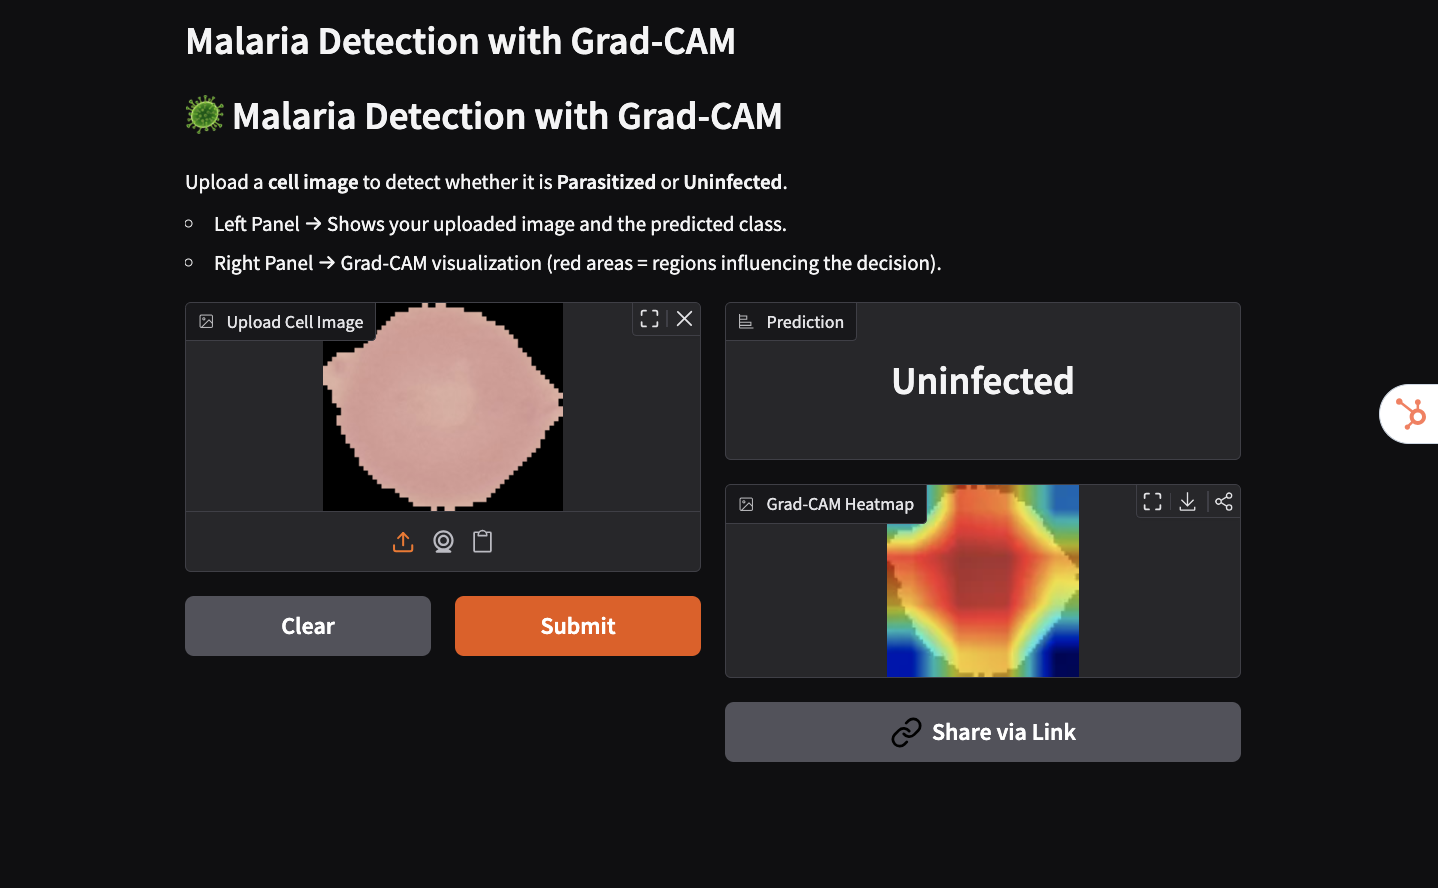 Malaria Detection with Grad-CAM
Malaria Detection with Grad-CAM
Upload a cell image to detect whether it is Parasitized or Uninfected.
Left Panel → Shows your uploaded image and the predicted class.
Right Panel → Grad-CAM visualization (red areas = regions influencing the decision).
Upload Cell Image
Clear
Submit
Prediction
Uninfected
Grad-CAM Heatmap
Share via Link